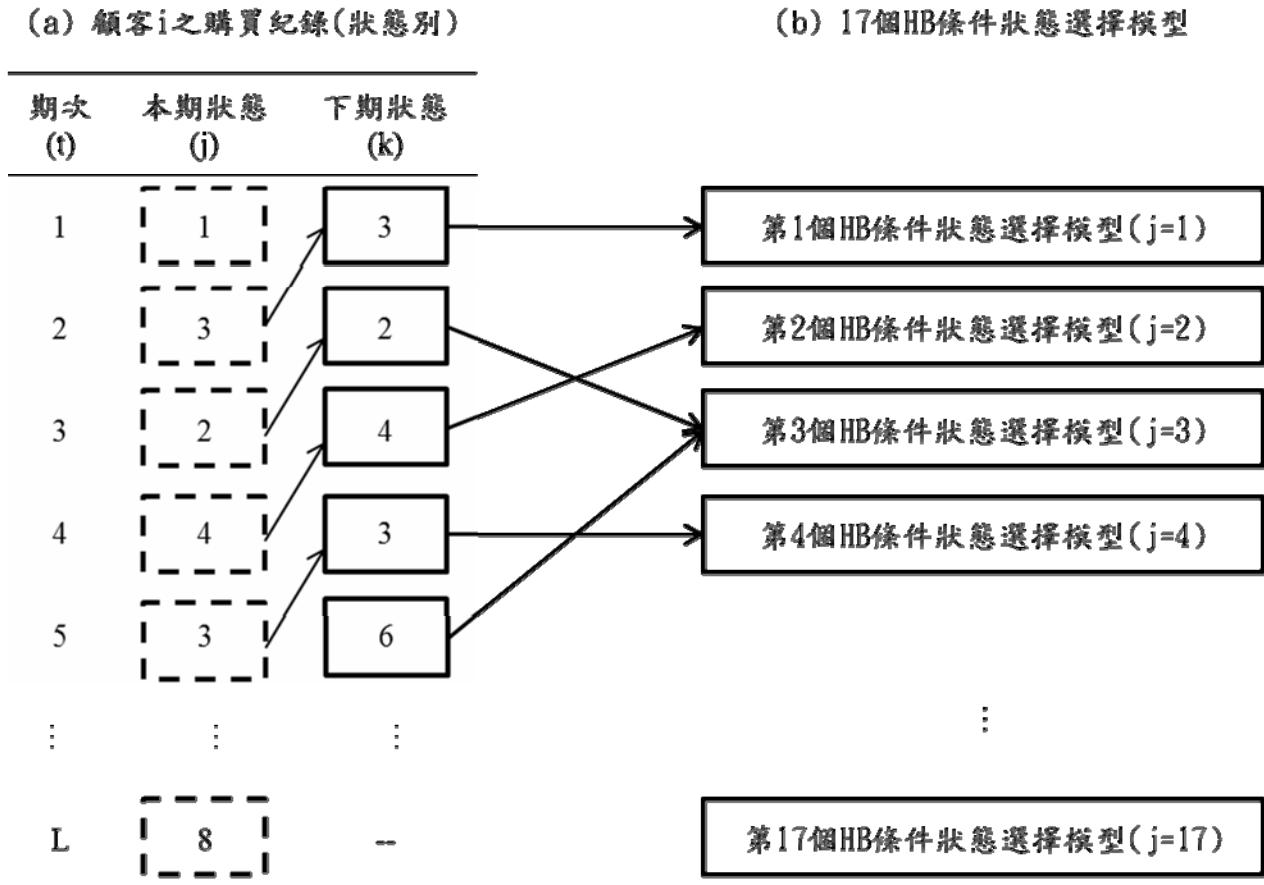 (a) 顧客i之購買紀錄(狀態別)
(b) 17個HB條件狀態選擇模型
期次 本期狀態 下期狀態
(t) (j) (k)
1 1 3 第1個HB條件狀態選擇模型(j=1)
2 3 2 第2個HB條件狀態選擇模型(j=2)
3 2 4 第3個HB條件狀態選擇模型(j=3)
4 4 3 第4個HB條件狀態選擇模型(j=4)
5 3 6
⋮ ⋮ ⋮ ⋮
L 8 -- 第17個HB條件狀態選擇模型(j=17)